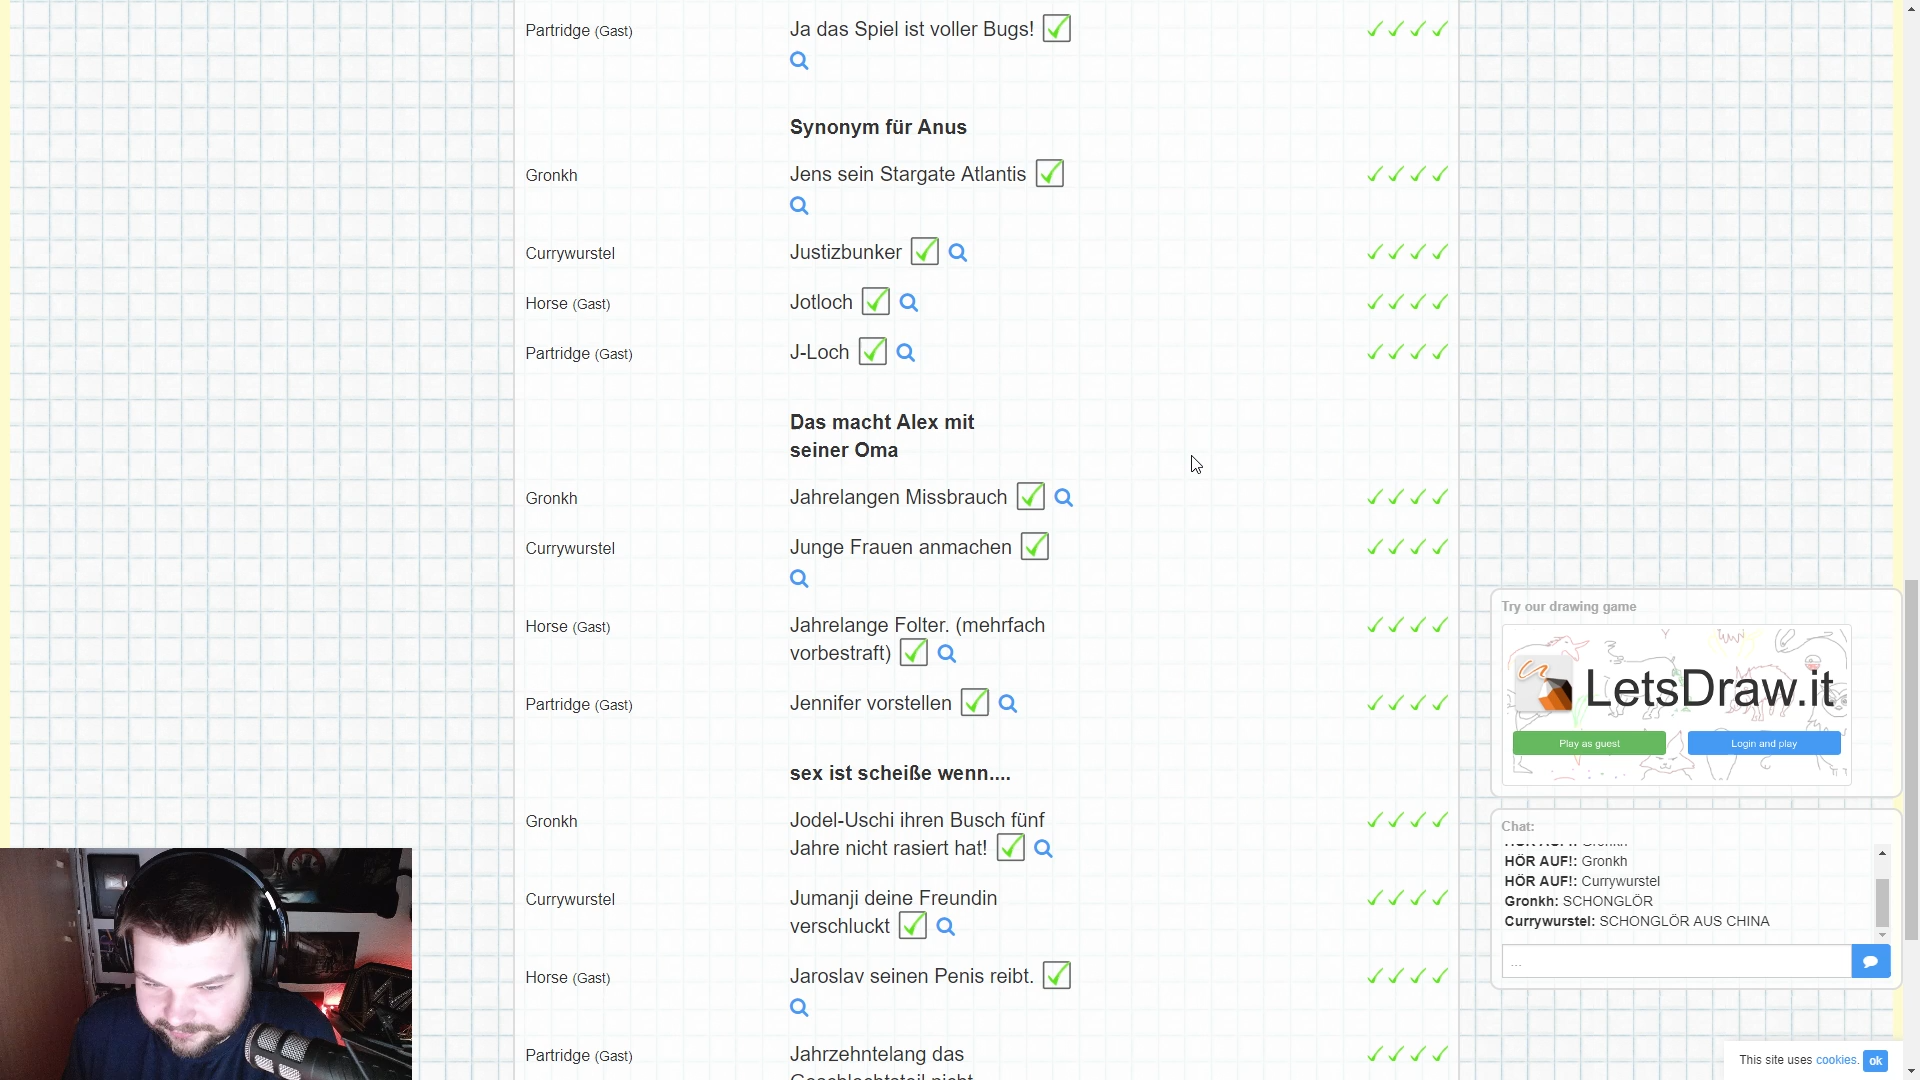 Partridge (Gast)
Ja das Spiel ist voller Bugs!
Synonym für Anus
Gronkh
Jens sein Stargate Atlantis
Currywurstel
Justizbunker
Horse (Gast)
Jotloch
Partridge (Gast)
J-Loch
Das macht Alex mit
seiner Oma
Gronkh
Jahrelangen Missbrauch
Currywurstel
Junge Frauen anmachen
Horse (Gast)
Jahrelange Folter. (mehrfach
vorbestraft)
Partridge (Gast)
Jennifer vorstellen
sex ist scheiße wenn....
Gronkh
Jodel-Uschi ihren Busch fünf
Jahre nicht rasiert hat!
Currywurstel
Jumanji deine Freundin
verschluckt
Horse (Gast)
Jaroslav seinen Penis reibt.
Partridge (Gast)
Jahrzehntelang das
Geschlechtsteil nicht
Try our drawing game
LetsDraw.it
Play as guest
Login and play
Chat:
HÖR AUF!: Gronkh
HÖR AUF!: Gronkh
HÖR AUF!: Currywurstel
Gronkh: SCHONGLÖR
Currywurstel: SCHONGLÖR AUS CHINA
...
This site uses cookies.
ok